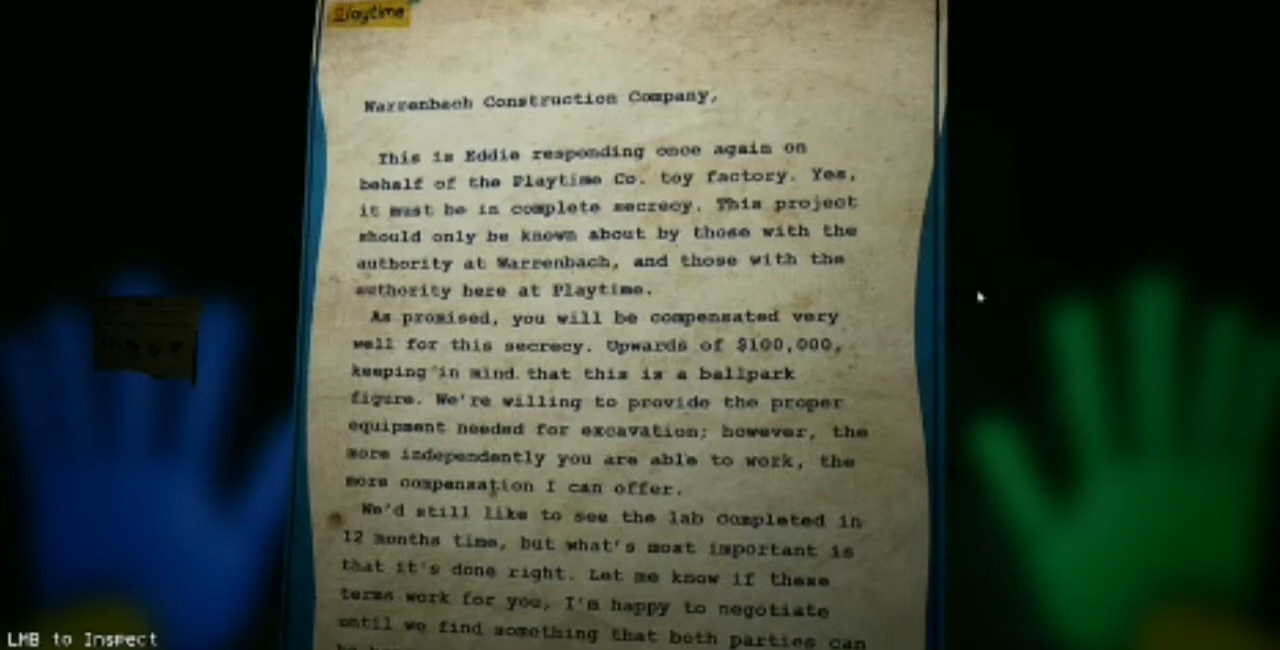 Playtime
Warrenbach Construction Company,
This is Eddie responding once again on
behalf of the Playtime Co. toy factory. Yes,
it must be in complete secrecy. This project
should only be known about by those with the
authority at Warrenbach, and those with the
authority here at Playtime.
As promised, you will be compensated very
well for this secrecy. Upwards of $100,000,
keeping in mind that this is a ballpark
figure. We're willing to provide the proper
equipment needed for excavation; however, the
more independently you are able to work, the
more compensation I can offer.
We'd still like to see the lab completed in
12 months time, but what's most important is
that it's done right. Let me know if these
terms work for you, I'm happy to negotiate
until we find something that both parties can
LMB to Inspect